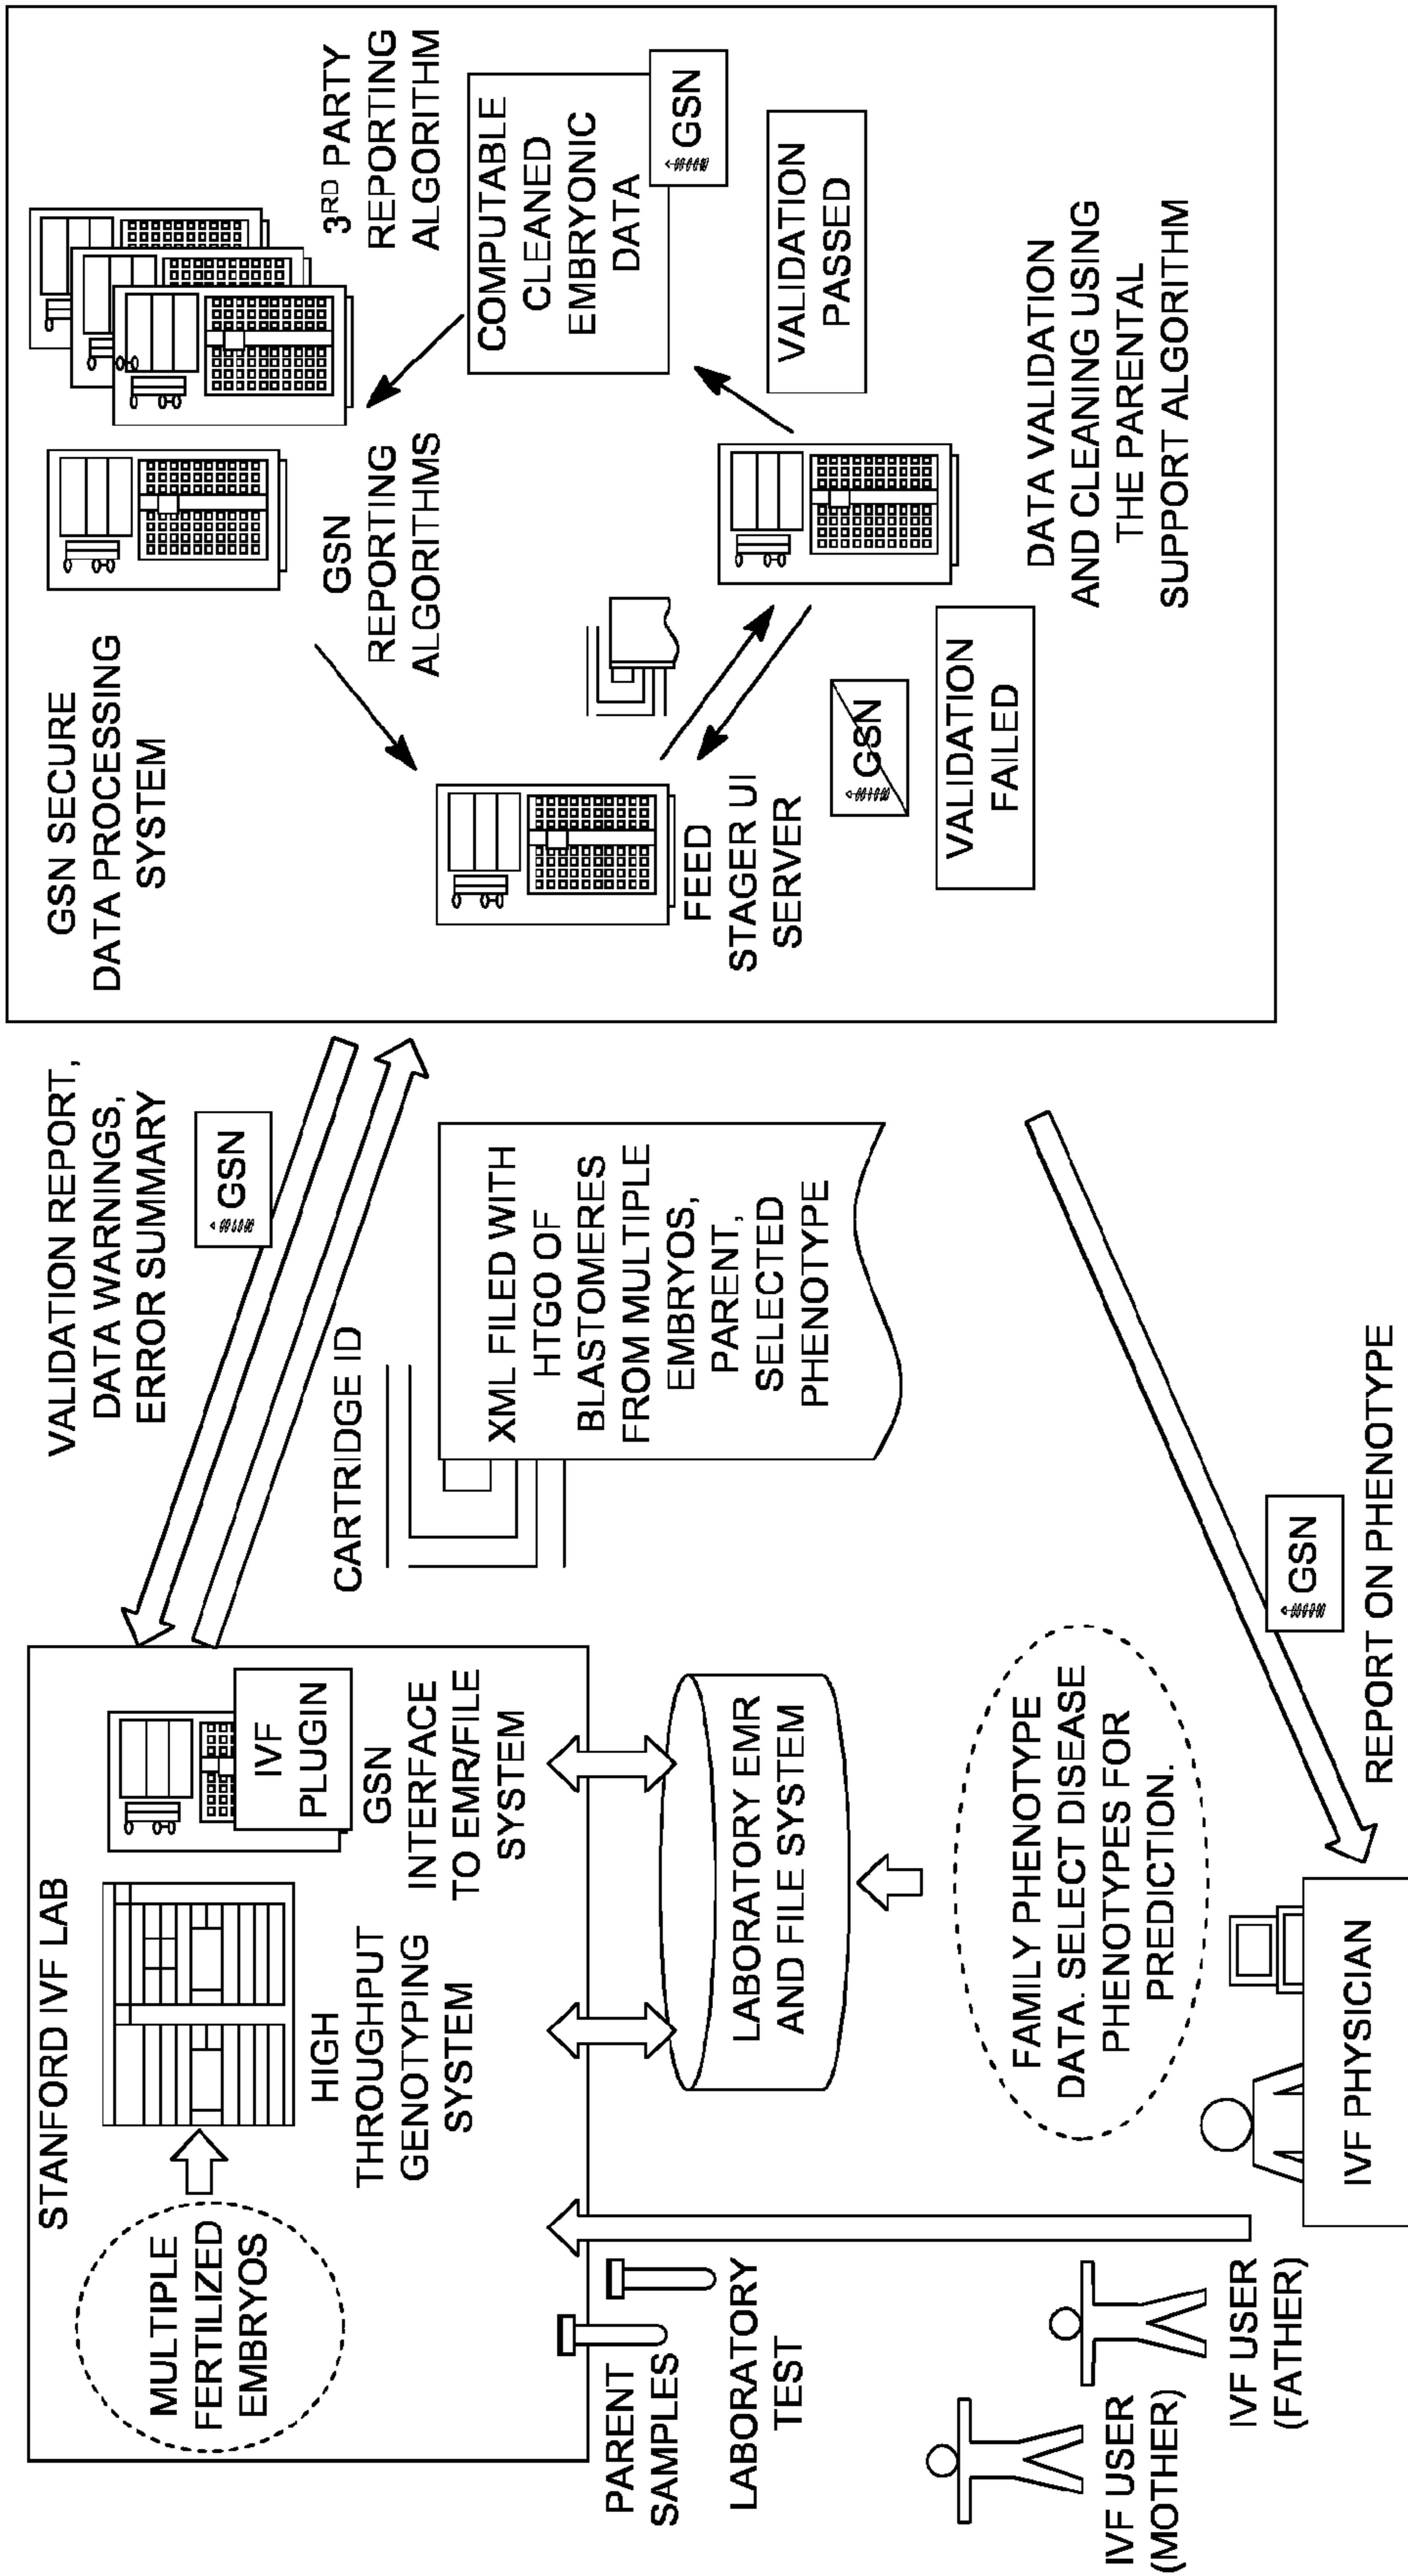 STANFORD IVF LAB
MULTIPLE
FERTILIZED
EMBRYOS
HIGH
THROUGHPUT
GENOTYPING
SYSTEM
IVF
PLUGIN
GSN
INTERFACE
TO EMR/FILE
SYSTEM
PARENT
SAMPLES
LABORATORY
TEST
LABORATORY EMR
AND FILE SYSTEM
FAMILY PHENOTYPE
DATA. SELECT DISEASE
PHENOTYPES FOR
PREDICTION.
IVF USER
(MOTHER)
IVF USER
(FATHER)
IVF PHYSICIAN
VALIDATION REPORT,
DATA WARNINGS,
ERROR SUMMARY
GSN
CARTRIDGE ID
XML FILED WITH
HTGO OF
BLASTOMERES
FROM MULTIPLE
EMBRYOS,
PARENT,
SELECTED
PHENOTYPE
GSN
REPORT ON PHENOTYPE
GSN SECURE
DATA PROCESSING
SYSTEM
GSN
REPORTING
ALGORITHMS
3RD PARTY
REPORTING
ALGORITHM
COMPUTABLE
CLEANED
EMBRYONIC
DATA
GSN
VALIDATION
PASSED
FEED
STAGER UI
SERVER
GSN
VALIDATION
FAILED
DATA VALIDATION
AND CLEANING USING
THE PARENTAL
SUPPORT ALGORITHM